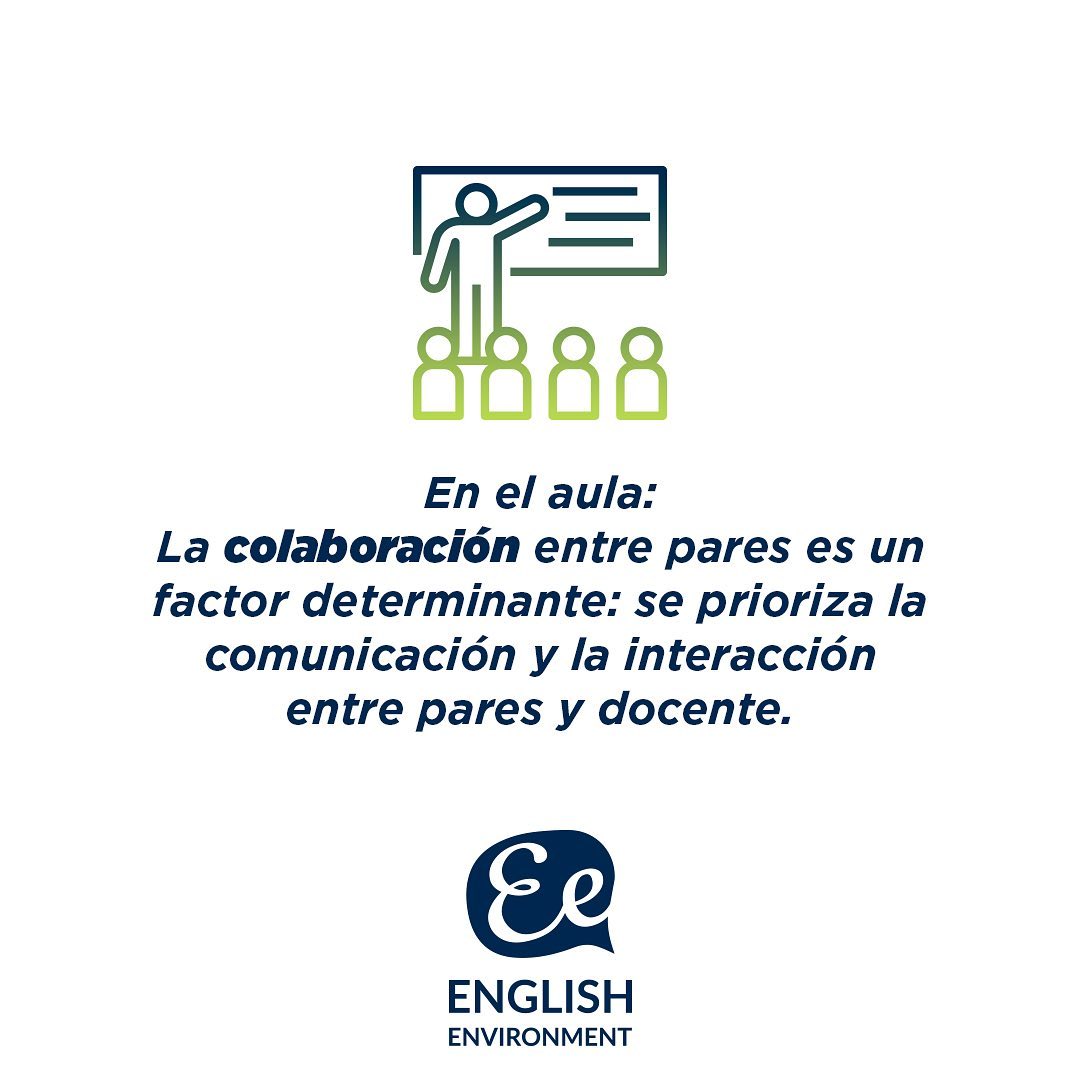 En el aula:
La colaboración entre pares es un
factor determinante: se prioriza la
comunicación y la interacción
entre pares y docente.
Ee
ENGLISH
ENVIRONMENT